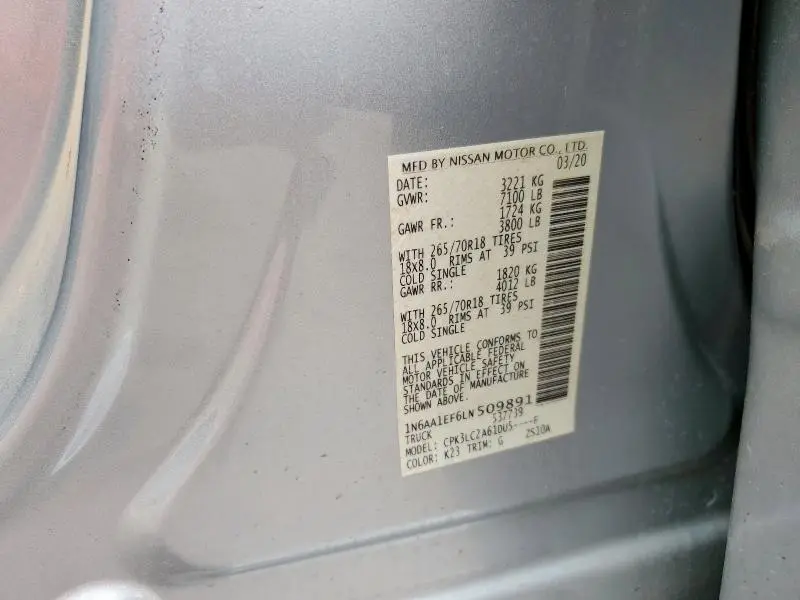 MFD BY NISSAN MOTOR CO., LTD.
DATE: 03/20
GVWR: 3221 KG
7100 LB
GAWR FR.: 1724 KG
3800 LB
WITH 265/70R18 TIRES
18X8.0 RIMS AT 39 PSI
COLD SINGLE
GAWR RR.: 1820 KG
4012 LB
WITH 265/70R18 TIRES
18X8.0 RIMS AT 39 PSI
COLD SINGLE
THIS VEHICLE CONFORMS TO
ALL APPLICABLE FEDERAL
MOTOR VEHICLE SAFETY
STANDARDS IN EFFECT ON
THE DATE OF MANUFACTURE
SHOWN ABOVE.
1N6AA1EF6LN509891
TRUCK 537739
MODEL: CPK3LCZA61DU5----F
COLOR: K23 TRIM: G 2510A